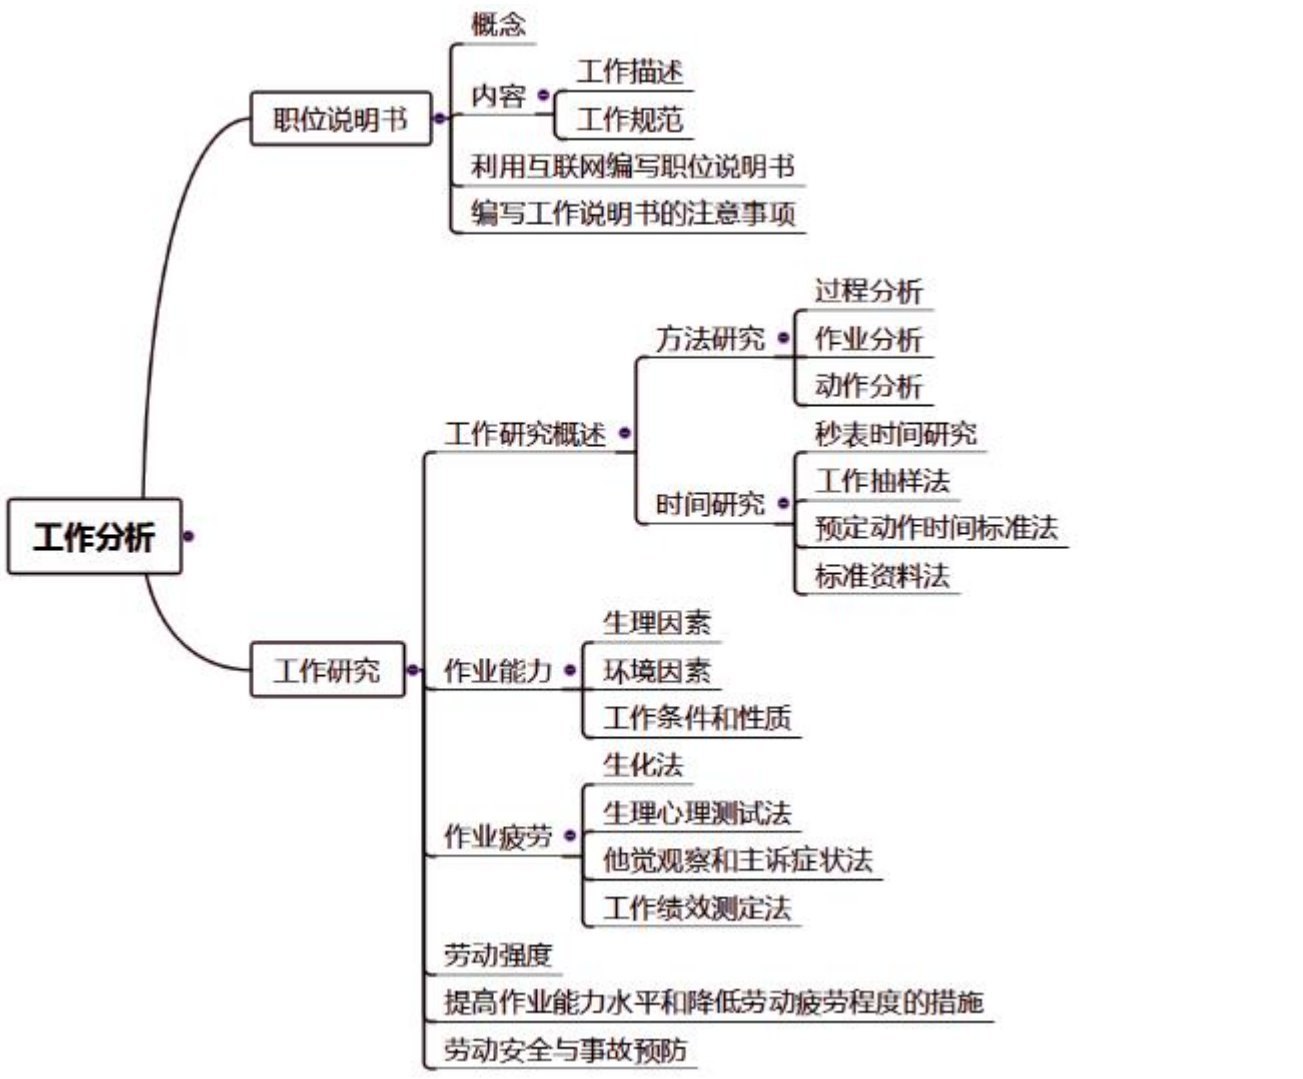 概念
工作描述
内容
职位说明书
工作规范
利用互联网编写职位说明书
编写工作说明书的注意事项
过程分析
方法研究
作业分析
动作分析
工作研究概述
秒表时间研究
工作抽样法
时间研究
预定动作时间标准法
工作分析
标准资料法
生理因素
工作研究
作业能力
环境因素
工作条件和性质
生化法
生理心理测试法
作业疲劳
他觉观察和主诉症状法
工作绩效测定法
劳动强度
提高作业能力水平和降低劳动疲劳程度的措施
劳动安全与事故预防